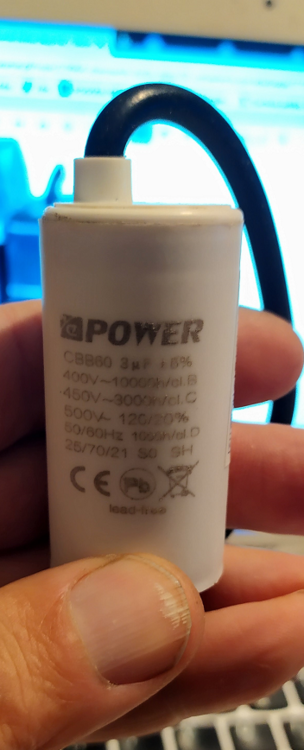 POWER
CBB60 3µF ±5%
400V~10000h/cl.B
450V~3000h/cl.C
500V~ 120/20%
50/60Hz 1000h/cl.D
25/70/21 S0 SH
CE Pb
lead-free